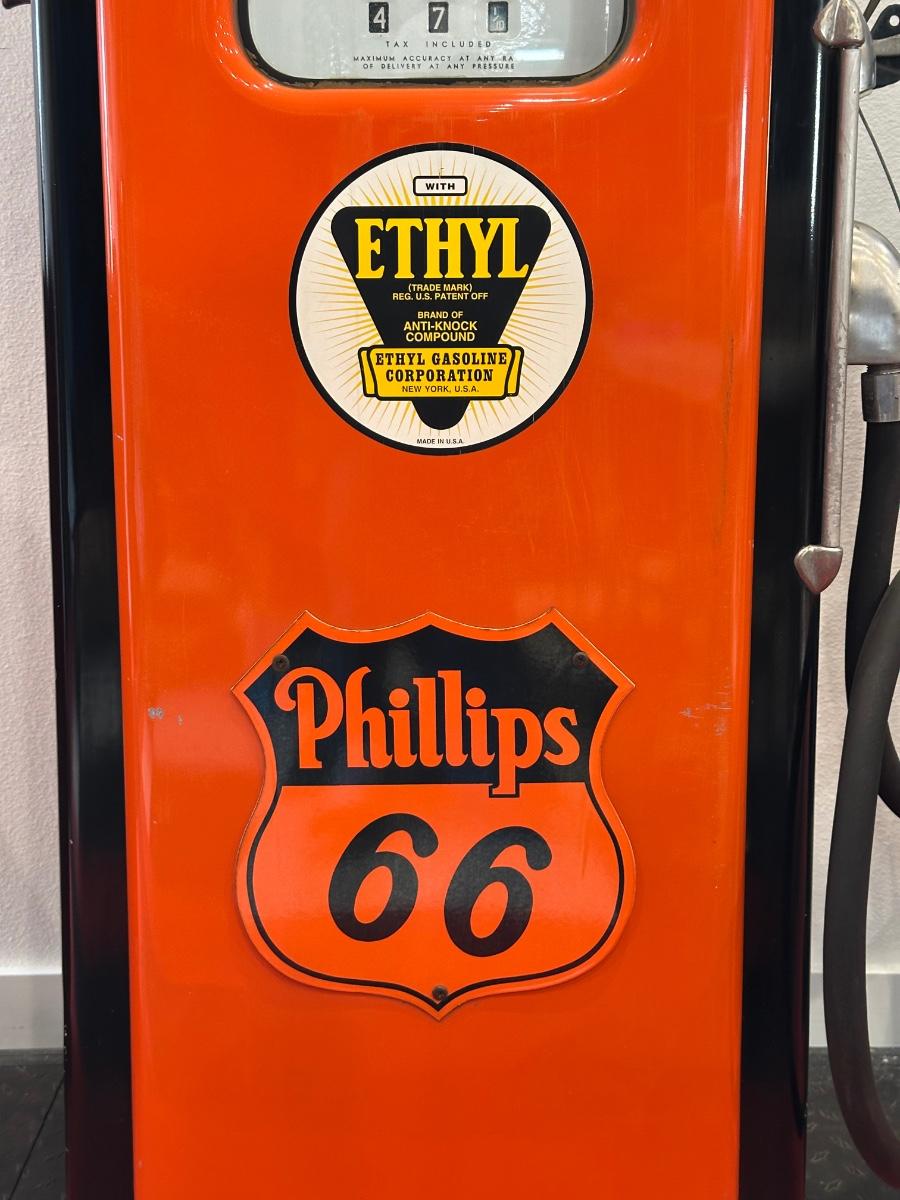 4 7
TAX INCLUDED
MAXIMUM ACCURACY AT ANY
OF DELIVERY AT ANY PRESSURE
WITH
ETHYL
(TRADE MARK)
REG. U.S. PATENT OFF
BRAND OF
ANTI-KNOCK
COMPOUND
ETHYL GASOLINE
CORPORATION
NEW YORK, U.S.A.
MADE IN U.S.A.
Phillips
66